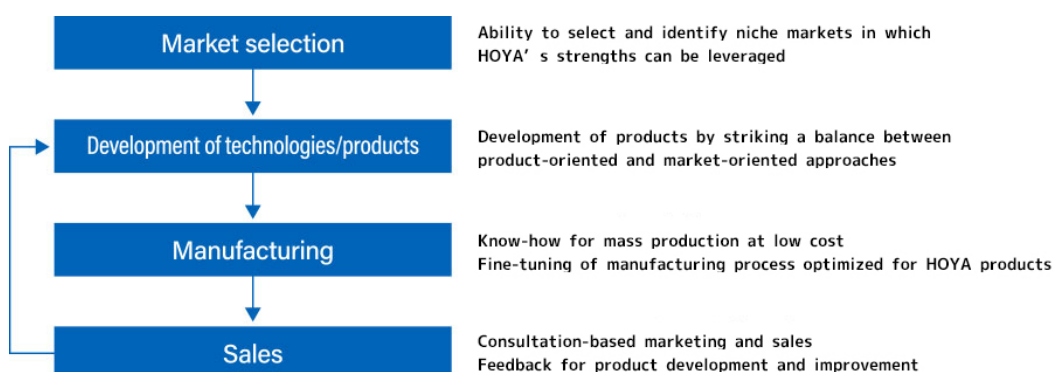 Market selection
Ability to select and identify niche markets in which
HOYA’ s strengths can be leveraged
Development of technologies/products
Development of products by striking a balance between
product-oriented and market-oriented approaches
Manufacturing
Know-how for mass production at low cost
Fine-tuning of manufacturing process optimized for HOYA products
Sales
Consultation-based marketing and sales
Feedback for product development and improvement